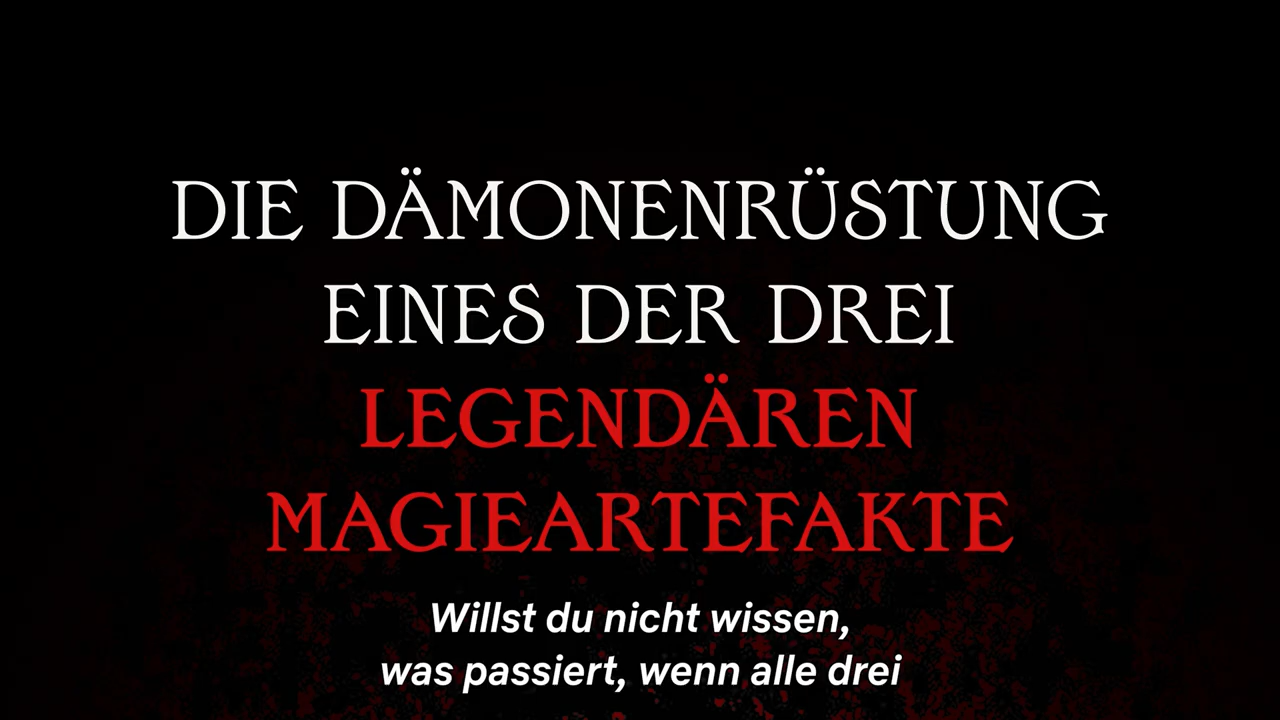 DIE DÄMONENRÜSTUNG
EINES DER DREI
LEGENDÄREN
MAGIEARTEFAKTE
Willst du nicht wissen,
was passiert, wenn alle drei